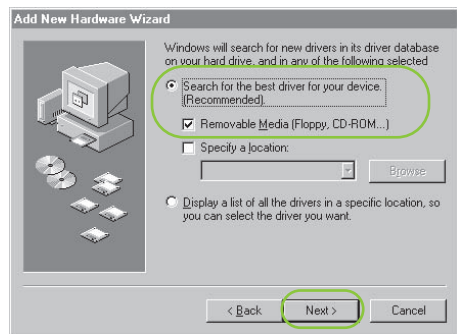 Add New Hardware Wizard
Windows will search for new drivers in its driver database
on your hard drive, and in any of the following selected
Search for the best driver for your device.
(Recommended).
Removable Media (Floppy, CD-ROM...)
Specify a location:
Browse
Display a list of all the drivers in a specific location, so
you can select the driver you want.
< Back
Next >
Cancel